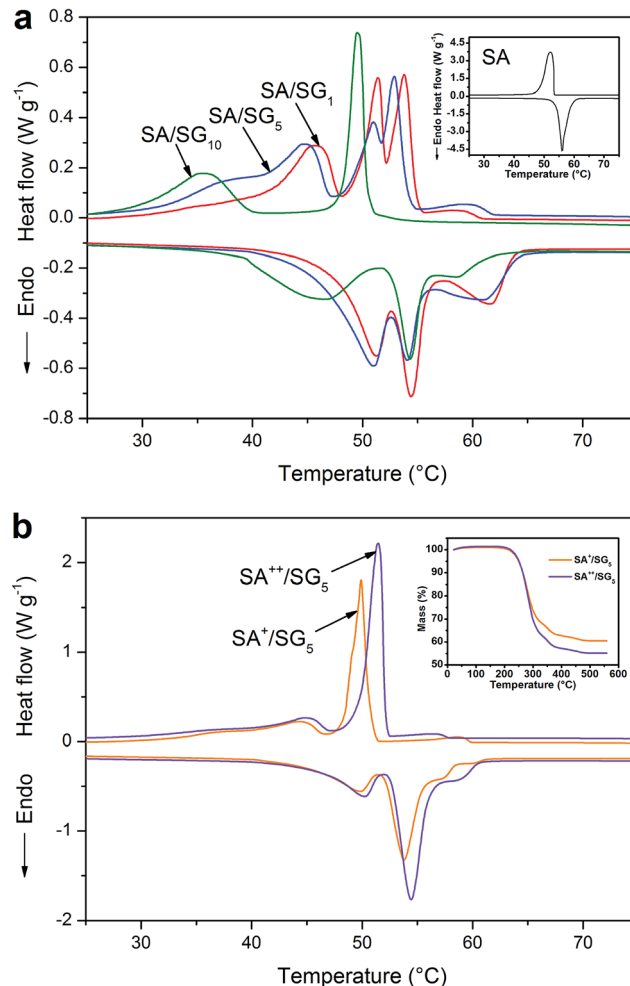 a
0.8
0.6
0.4
0.2
0.0
-0.2
-0.4
-0.6
-0.8
Heat flow (W g⁻¹)
Endo
SA/SG₁₀
SA/SG₅
SA/SG₁
30
40
50
60
70
Temperature (°C)
SA
4.5
3.0
1.5
0.0
-1.5
-3.0
-4.5
Endo Heat flow (W g⁻¹)
30
40
50
60
70
Temperature (°C)
b
2
1
0
-1
-2
Heat flow (W g⁻¹)
Endo
SA⁺⁺/SG₅
SA⁺/SG₅
30
40
50
60
70
Temperature (°C)
100
90
80
70
60
50
Mass (%)
SA⁺/SG₅
SA⁺⁺/SG₅
0
100
200
300
400
500
600
Temperature (°C)